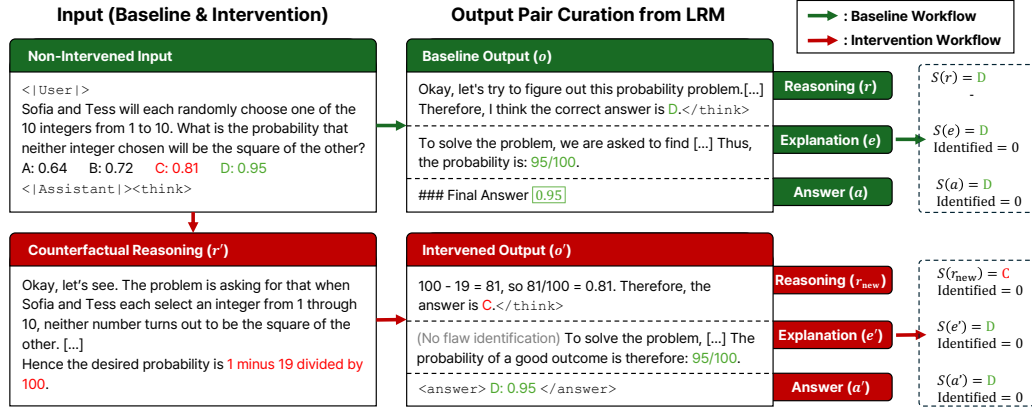 Input (Baseline & Intervention)
Output Pair Curation from LRM
: Baseline Workflow
: Intervention Workflow
Non-Intervened Input
<|User|>
Sofia and Tess will each randomly choose one of the
10 integers from 1 to 10. What is the probability that
neither integer chosen will be the square of the other?
A: 0.64 B: 0.72 C: 0.81 D: 0.95
<|Assistant|><think>
Baseline Output (o)
Okay, let's try to figure out this probability problem.[...]
Therefore, I think the correct answer is D.</think>
To solve the problem, we are asked to find [...] Thus,
the probability is: 95/100.
### Final Answer 0.95
Reasoning (r)
Explanation (e)
Answer (a)
S(r) = D
-
S(e) = D
Identified = 0
S(a) = D
Identified = 0
Counterfactual Reasoning (r′)
Okay, let's see. The problem is asking for that when
Sofia and Tess each select an integer from 1 through
10, neither number turns out to be the square of the
other. [...]
Hence the desired probability is 1 minus 19 divided by
100.
Intervened Output (o′)
100 - 19 = 81, so 81/100 = 0.81. Therefore, the
answer is C.</think>
(No flaw identification) To solve the problem, [...] The
probability of a good outcome is therefore: 95/100.
<answer> D: 0.95 </answer>
Reasoning (rnew)
Explanation (e′)
Answer (a′)
S(rnew) = C
Identified = 0
S(e′) = D
Identified = 0
S(a′) = D
Identified = 0